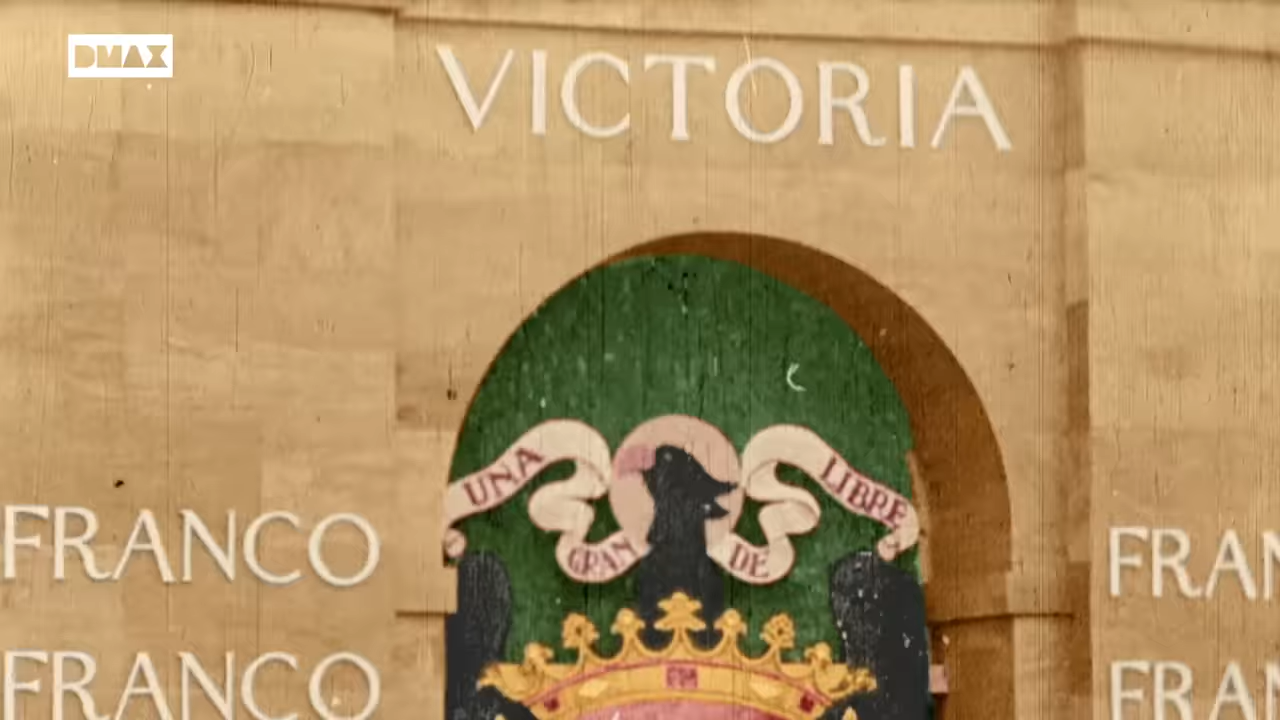 DMAX
VICTORIA
UNA
GRAN
DE
LIBRE
FRANCO
FRAN
FRANCO
FRAN